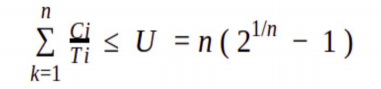 n
∑ Ci/Ti ≤ U = n ( 2^1/n − 1 )
k=1